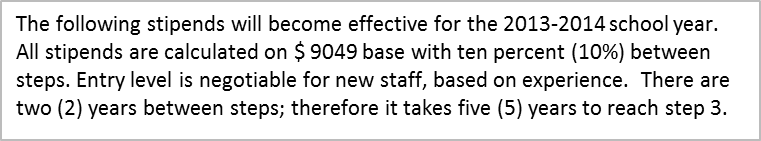 The following stipends will become effective for the 2013-2014 school year.
All stipends are calculated on $ 9049 base with ten percent (10%) between
steps. Entry level is negotiable for new staff, based on experience.  There are
two (2) years between steps; therefore it takes five (5) years to reach step 3.